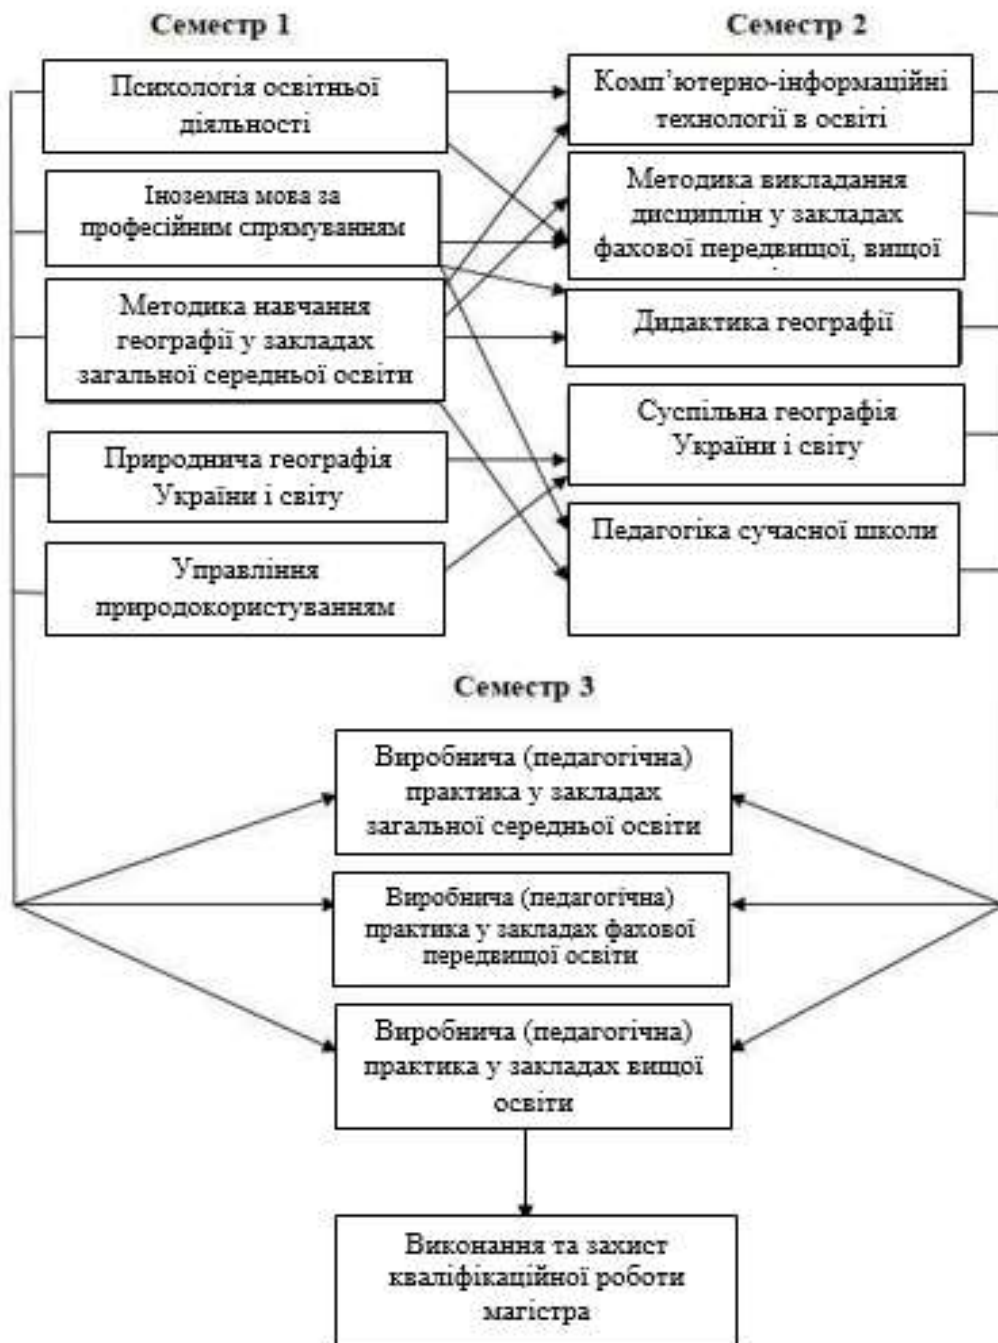 Семестр 1
Психологія освітньої
діяльності
Іноземна мова за
професійним спрямуванням
Методика навчання
географії у закладах
загальної середньої освіти
Природнича географія
України і світу
Управління
природокористуванням
Семестр 2
Комп’ютерно-інформаційні
технології в освіті
Методика викладання
дисциплін у закладах
фахової передвищої, вищої
Дидактика географії
Суспільна географія
України і світу
Педагогіка сучасної школи
Семестр 3
Виробнича (педагогічна)
практика у закладах
загальної середньої освіти
Виробнича (педагогічна)
практика у закладах фахової
передвищої освіти
Виробнича (педагогічна)
практика у закладах вищої
освіти
Виконання та захист
кваліфікаційної роботи
магістра